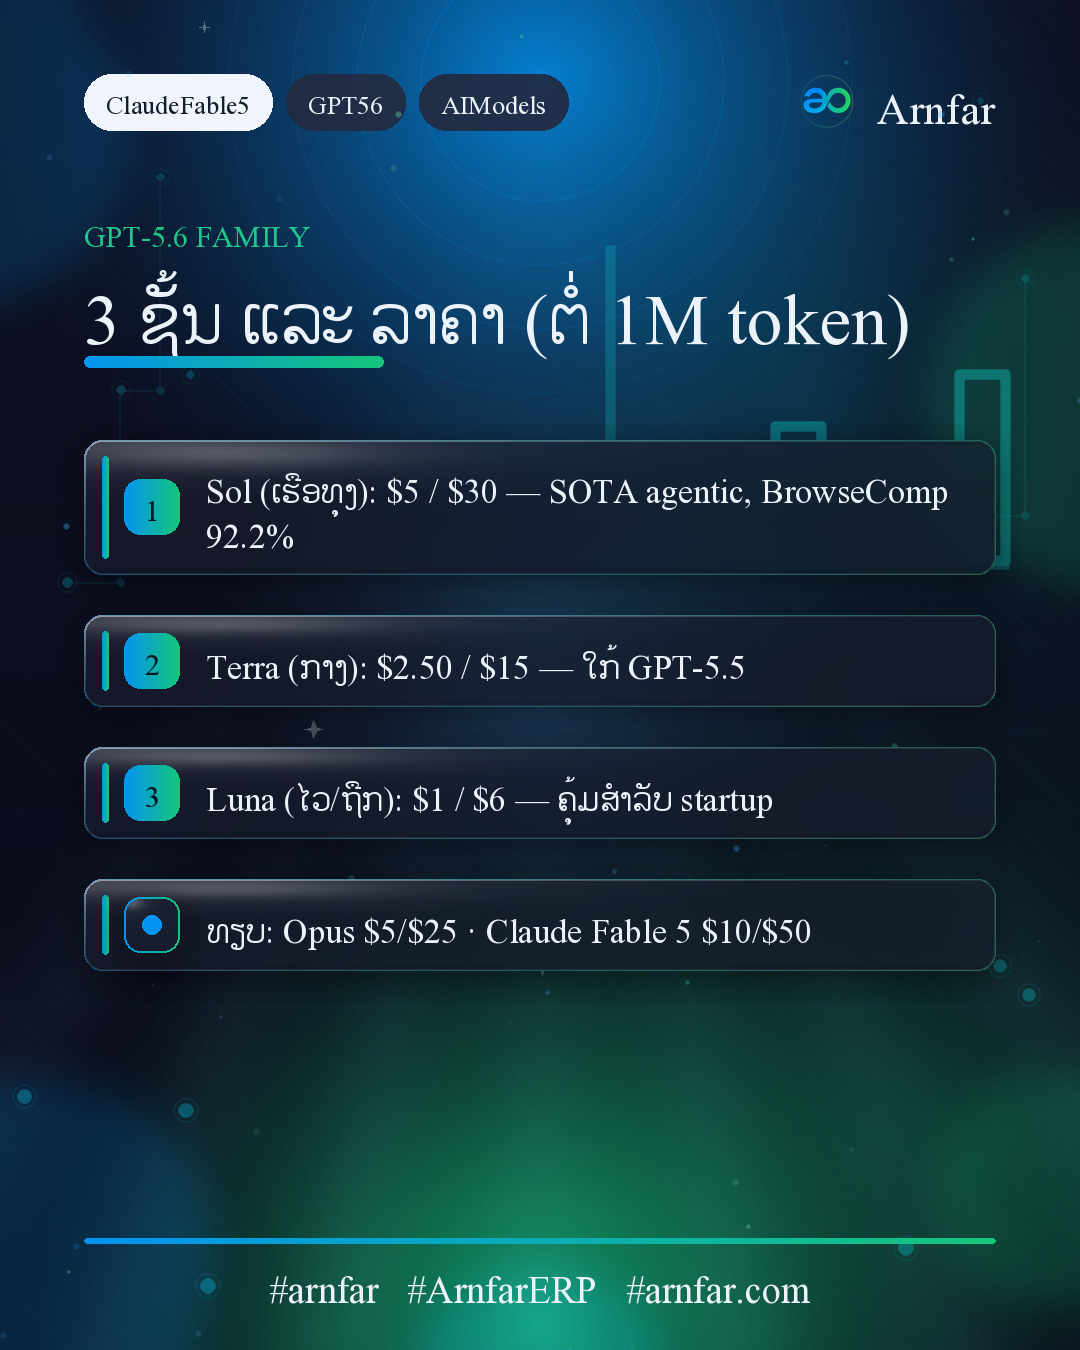 ClaudeFable5 GPT56 AIModels Arnfar
GPT-5.6 FAMILY
3 ຊັ້ນ ແລະ ລາຄາ (ຕໍ່ 1M token)
1 Sol (ເຮືອທຸງ): $5 / $30 — SOTA agentic, BrowseComp
92.2%
2 Terra (ກາງ): $2.50 / $15 — ໃກ້ GPT-5.5
3 Luna (ໄວ/ຖືກ): $1 / $6 — ຄຸ້ມສຳລັບ startup
ທຽບ: Opus $5/$25 · Claude Fable 5 $10/$50
#arnfar #ArnfarERP #arnfar.com